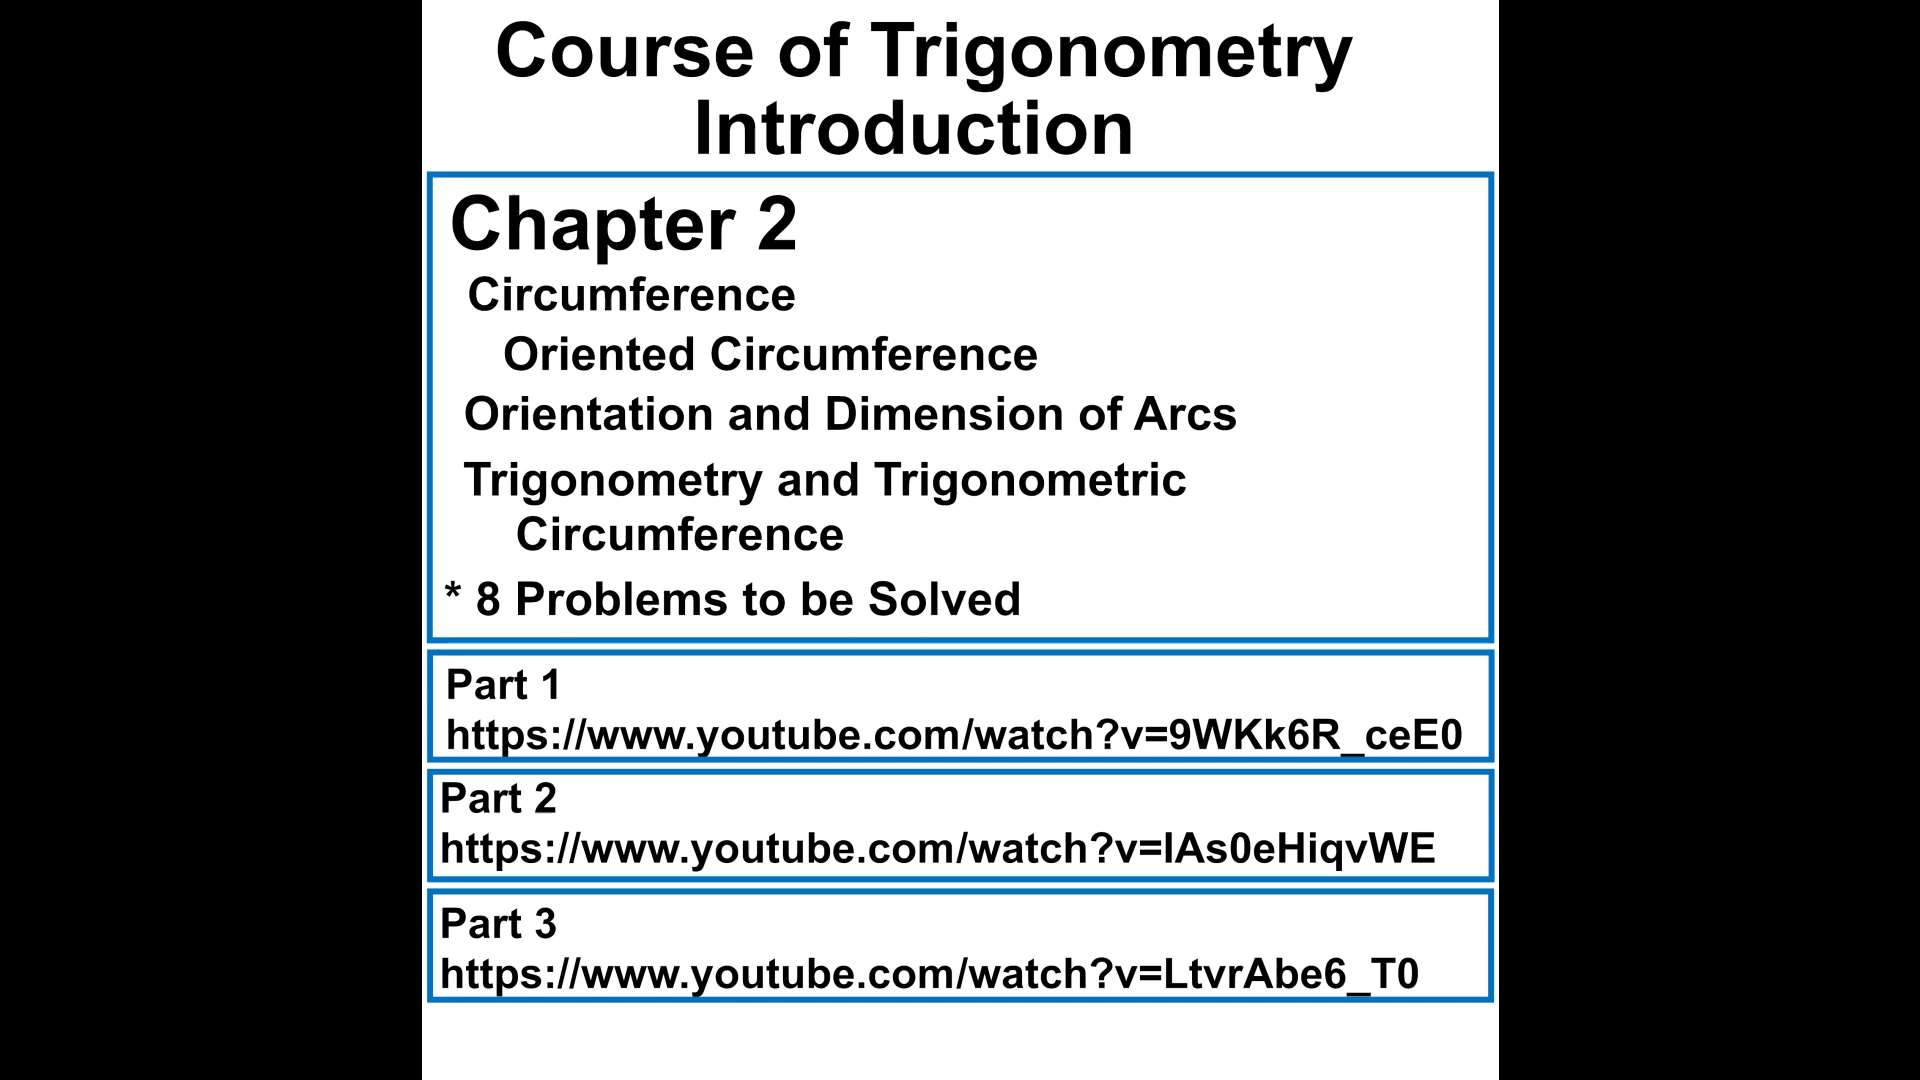 Course of Trigonometry
Introduction
Chapter 2
Circumference
Oriented Circumference
Orientation and Dimension of Arcs
Trigonometry and Trigonometric
Circumference
* 8 Problems to be Solved
Part 1
https://www.youtube.com/watch?v=9WKk6R_ceE0
Part 2
https://www.youtube.com/watch?v=IAs0eHiqvWE
Part 3
https://www.youtube.com/watch?v=LtvrAbe6_T0